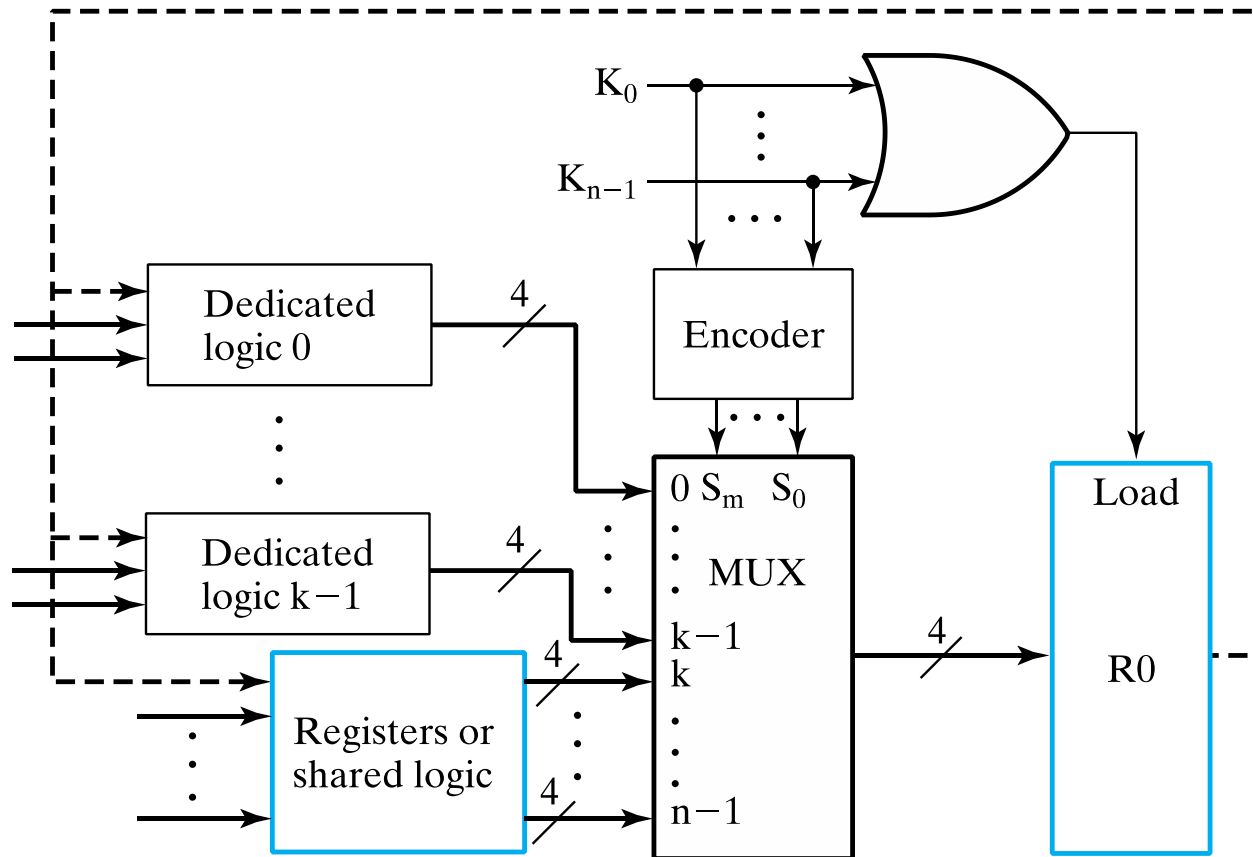 K0
Kn−1
Dedicated
logic 0
4
Encoder
0 Sm S0
Load
Dedicated
logic k−1
4
MUX
k−1
4
k
4
R0
Registers or
shared logic
4
n−1